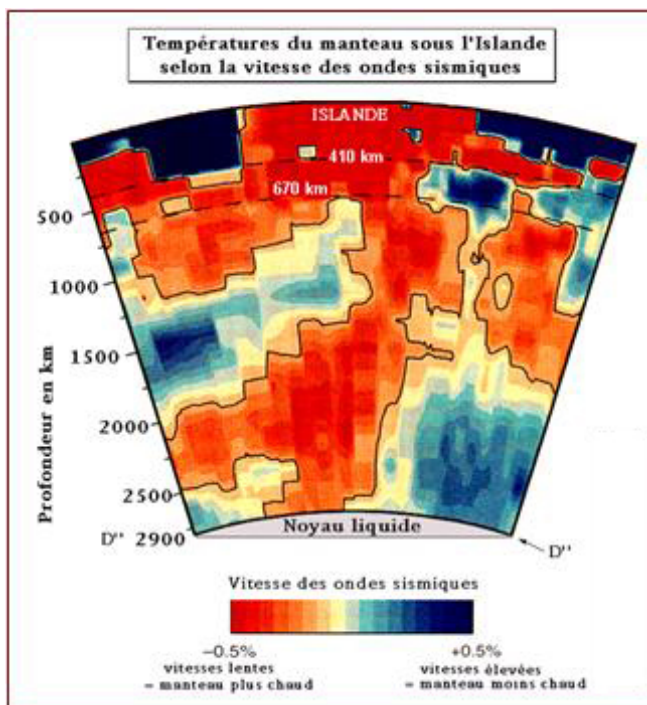 Températures du manteau sous l'Islande
selon la vitesse des ondes sismiques
ISLANDE
410 km
670 km
500
1000
1500
2000
2500
2900
Profondeur en km
D''
Noyau liquide
D''
Vitesse des ondes sismiques
−0.5%
+0.5%
vitesses lentes
= manteau plus chaud
vitesses élevées
= manteau moins chaud